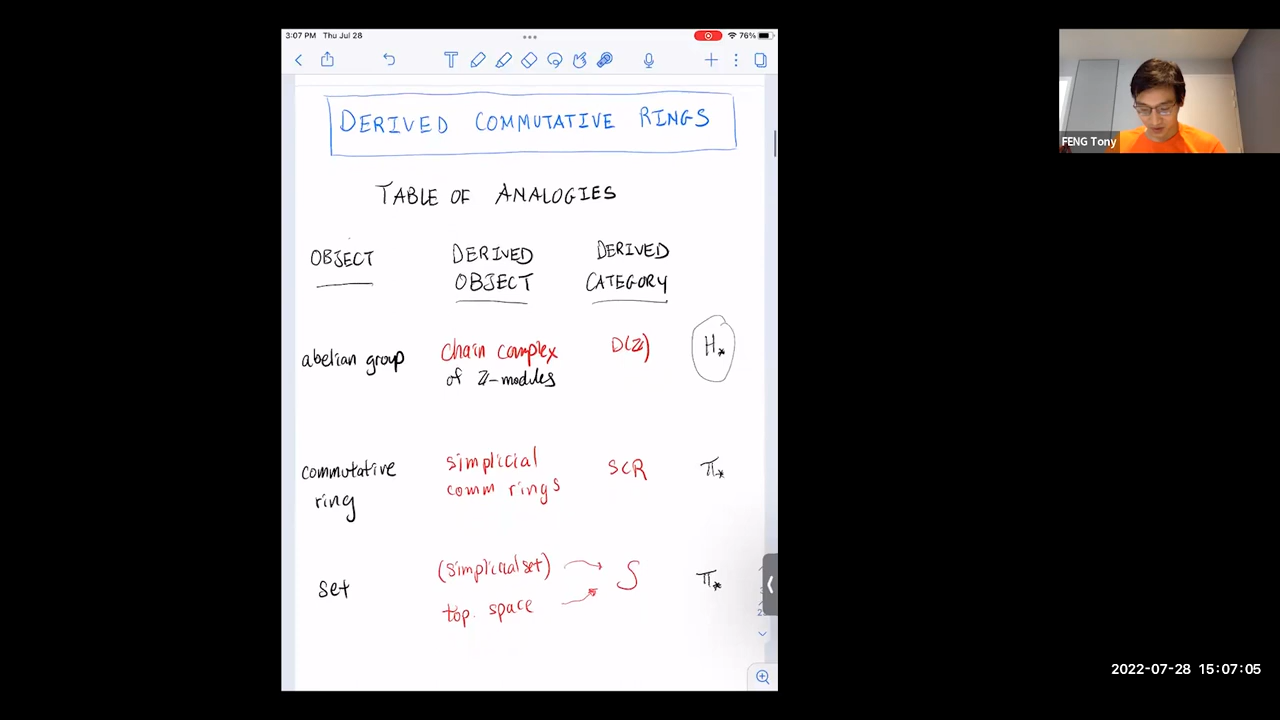 3:07 PM Thu Jul 28
76%
DERIVED COMMUTATIVE RINGS
TABLE OF ANALOGIES
OBJECT DERIVED OBJECT DERIVED CATEGORY
abelian group chain complex of ℤ-modules D(ℤ) H*
commutative ring simplicial comm rings SCR π*
set (simplicial set) S π*
top. space
FENG Tony
2022-07-28 15:07:05